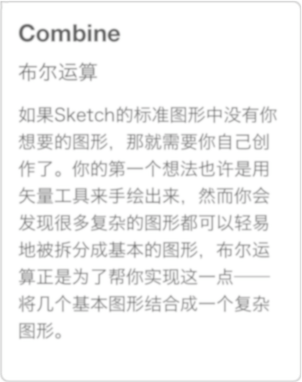 Combine
布尔运算
如果Sketch的标准图形中没有你
想要的图形，那就需要你自己创
作了。你的第一个想法也许是用
矢量工具来手绘出来，然而你会
发现很多复杂的图形都可以轻易
地被拆分成基本的图形，布尔运
算正是为了帮你实现这一点——
将几个基本图形结合成一个复杂
图形。